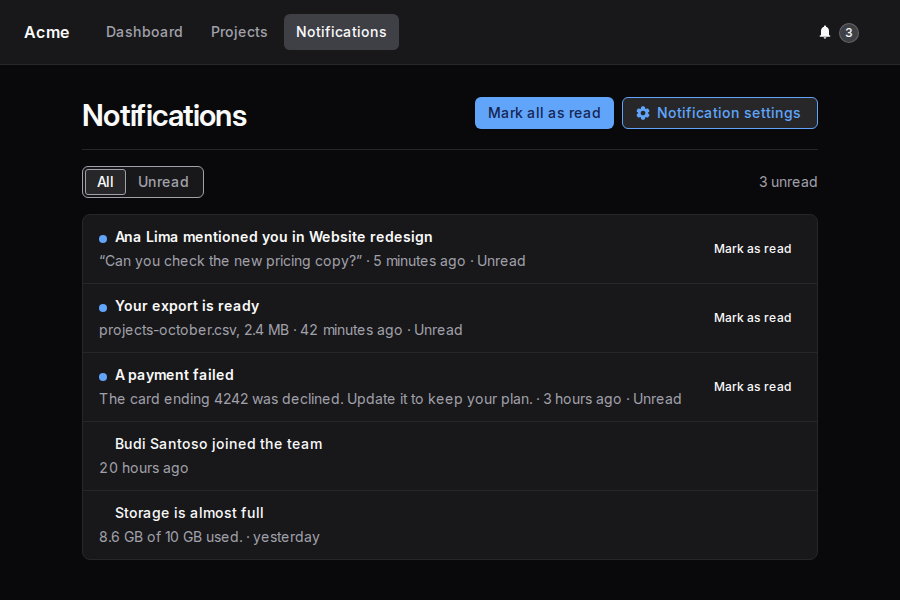 Acme Dashboard Projects Notifications 3
Notifications Mark all as read Notification settings
All Unread 3 unread
Ana Lima mentioned you in Website redesign
“Can you check the new pricing copy?” · 5 minutes ago · Unread
Mark as read
Your export is ready
projects-october.csv, 2.4 MB · 42 minutes ago · Unread
Mark as read
A payment failed
The card ending 4242 was declined. Update it to keep your plan. · 3 hours ago · Unread
Mark as read
Budi Santoso joined the team
20 hours ago
Storage is almost full
8.6 GB of 10 GB used. · yesterday